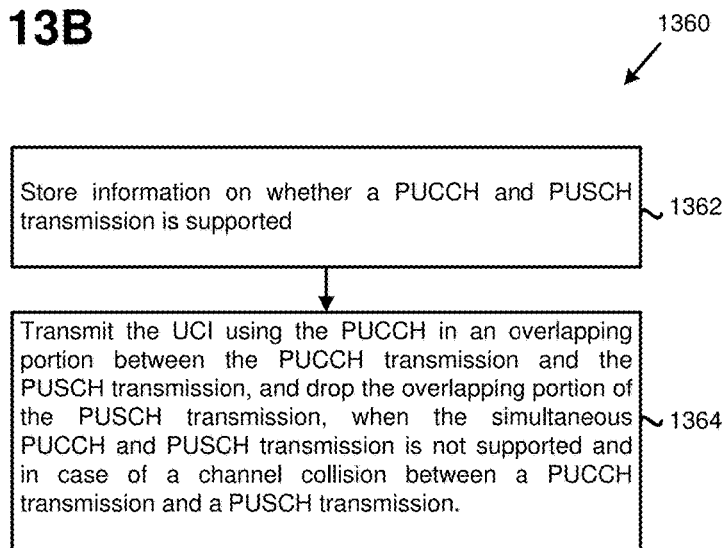 13B
1360
Store information on whether a PUCCH and PUSCH
transmission is supported
1362
Transmit the UCI using the PUCCH in an overlapping
portion between the PUCCH transmission and the
PUSCH transmission, and drop the overlapping portion of
the PUSCH transmission, when the simultaneous
PUCCH and PUSCH transmission is not supported and
in case of a channel collision between a PUCCH
transmission and a PUSCH transmission.
1364